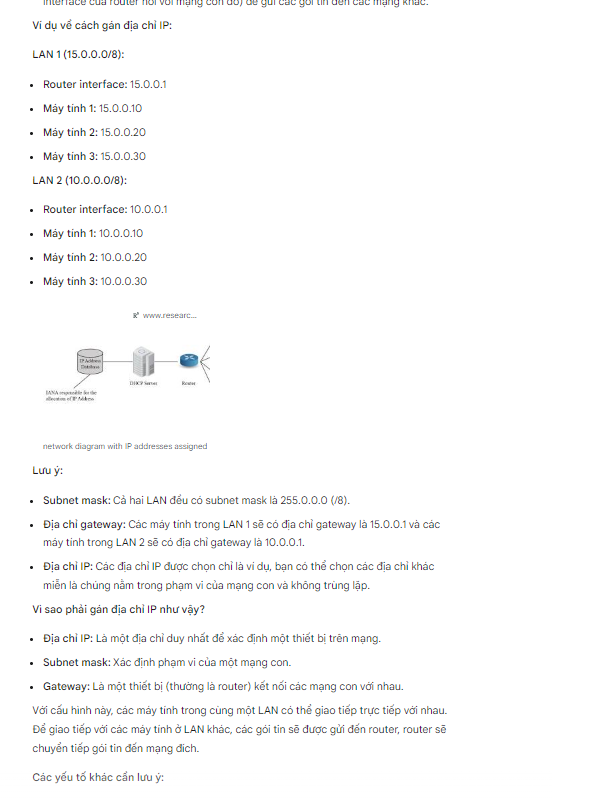 interface của router nối với mạng con đó) để gửi các gói tin đến các mạng khác.
Ví dụ về cách gán địa chỉ IP:
LAN 1 (15.0.0.0/8):
• Router interface: 15.0.0.1
• Máy tính 1: 15.0.0.10
• Máy tính 2: 15.0.0.20
• Máy tính 3: 15.0.0.30
LAN 2 (10.0.0.0/8):
• Router interface: 10.0.0.1
• Máy tính 1: 10.0.0.10
• Máy tính 2: 10.0.0.20
• Máy tính 3: 10.0.0.30
www.researc...
IP Address
Database
DHCP Server
Router
IANA responsible for the
allocation of IP Address
network diagram with IP addresses assigned
Lưu ý:
• Subnet mask: Cả hai LAN đều có subnet mask là 255.0.0.0 (/8).
• Địa chỉ gateway: Các máy tính trong LAN 1 sẽ có địa chỉ gateway là 15.0.0.1 và các
máy tính trong LAN 2 sẽ có địa chỉ gateway là 10.0.0.1.
• Địa chỉ IP: Các địa chỉ IP được chọn chỉ là ví dụ, bạn có thể chọn các địa chỉ khác
miễn là chúng nằm trong phạm vi của mạng con và không trùng lặp.
Vì sao phải gán địa chỉ IP như vậy?
• Địa chỉ IP: Là một địa chỉ duy nhất để xác định một thiết bị trên mạng.
• Subnet mask: Xác định phạm vi của một mạng con.
• Gateway: Là một thiết bị (thường là router) kết nối các mạng con với nhau.
Với cấu hình này, các máy tính trong cùng một LAN có thể giao tiếp trực tiếp với nhau.
Để giao tiếp với các máy tính ở LAN khác, các gói tin sẽ được gửi đến router, router sẽ
chuyển tiếp gói tin đến mạng đích.
Các yếu tố khác cần lưu ý: